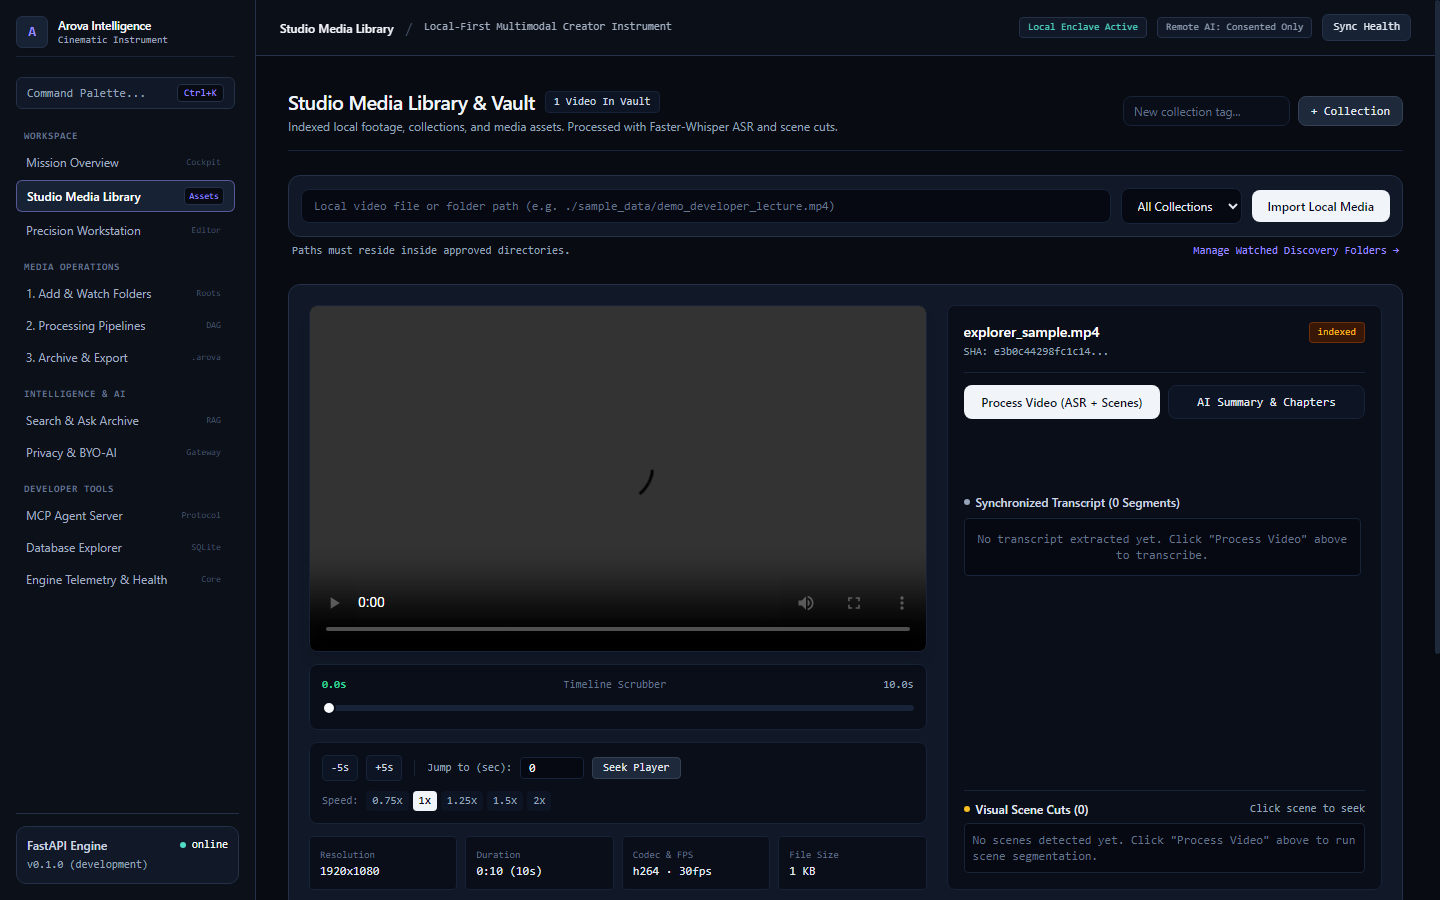 A
Arova Intelligence
Cinematic Instrument
Command Palette... Ctrl+K
WORKSPACE
Mission Overview Cockpit
Studio Media Library Assets
Precision Workstation Editor
MEDIA OPERATIONS
1. Add & Watch Folders Roots
2. Processing Pipelines DAG
3. Archive & Export .arova
INTELLIGENCE & AI
Search & Ask Archive RAG
Privacy & BYO-AI Gateway
DEVELOPER TOOLS
MCP Agent Server Protocol
Database Explorer SQLite
Engine Telemetry & Health Core
FastAPI Engine online
v0.1.0 (development)
Studio Media Library / Local-First Multimodal Creator Instrument
Local Enclave Active Remote AI: Consented Only Sync Health
Studio Media Library & Vault 1 Video In Vault
Indexed local footage, collections, and media assets. Processed with Faster-Whisper ASR and scene cuts.
New collection tag... + Collection
Local video file or folder path (e.g. ./sample_data/demo_developer_lecture.mp4) All Collections Import Local Media
Paths must reside inside approved directories. Manage Watched Discovery Folders →
0:00
0.0s Timeline Scrubber 10.0s
-5s +5s Jump to (sec): 0 Seek Player
Speed: 0.75x 1x 1.25x 1.5x 2x
Resolution Duration Codec & FPS File Size
1920x1080 0:10 (10s) h264 · 30fps 1 KB
explorer_sample.mp4 indexed
SHA: e3b0c44298fc1c14...
Process Video (ASR + Scenes) AI Summary & Chapters
Synchronized Transcript (0 Segments)
No transcript extracted yet. Click "Process Video" above
to transcribe.
Visual Scene Cuts (0) Click scene to seek
No scenes detected yet. Click "Process Video" above to run
scene segmentation.